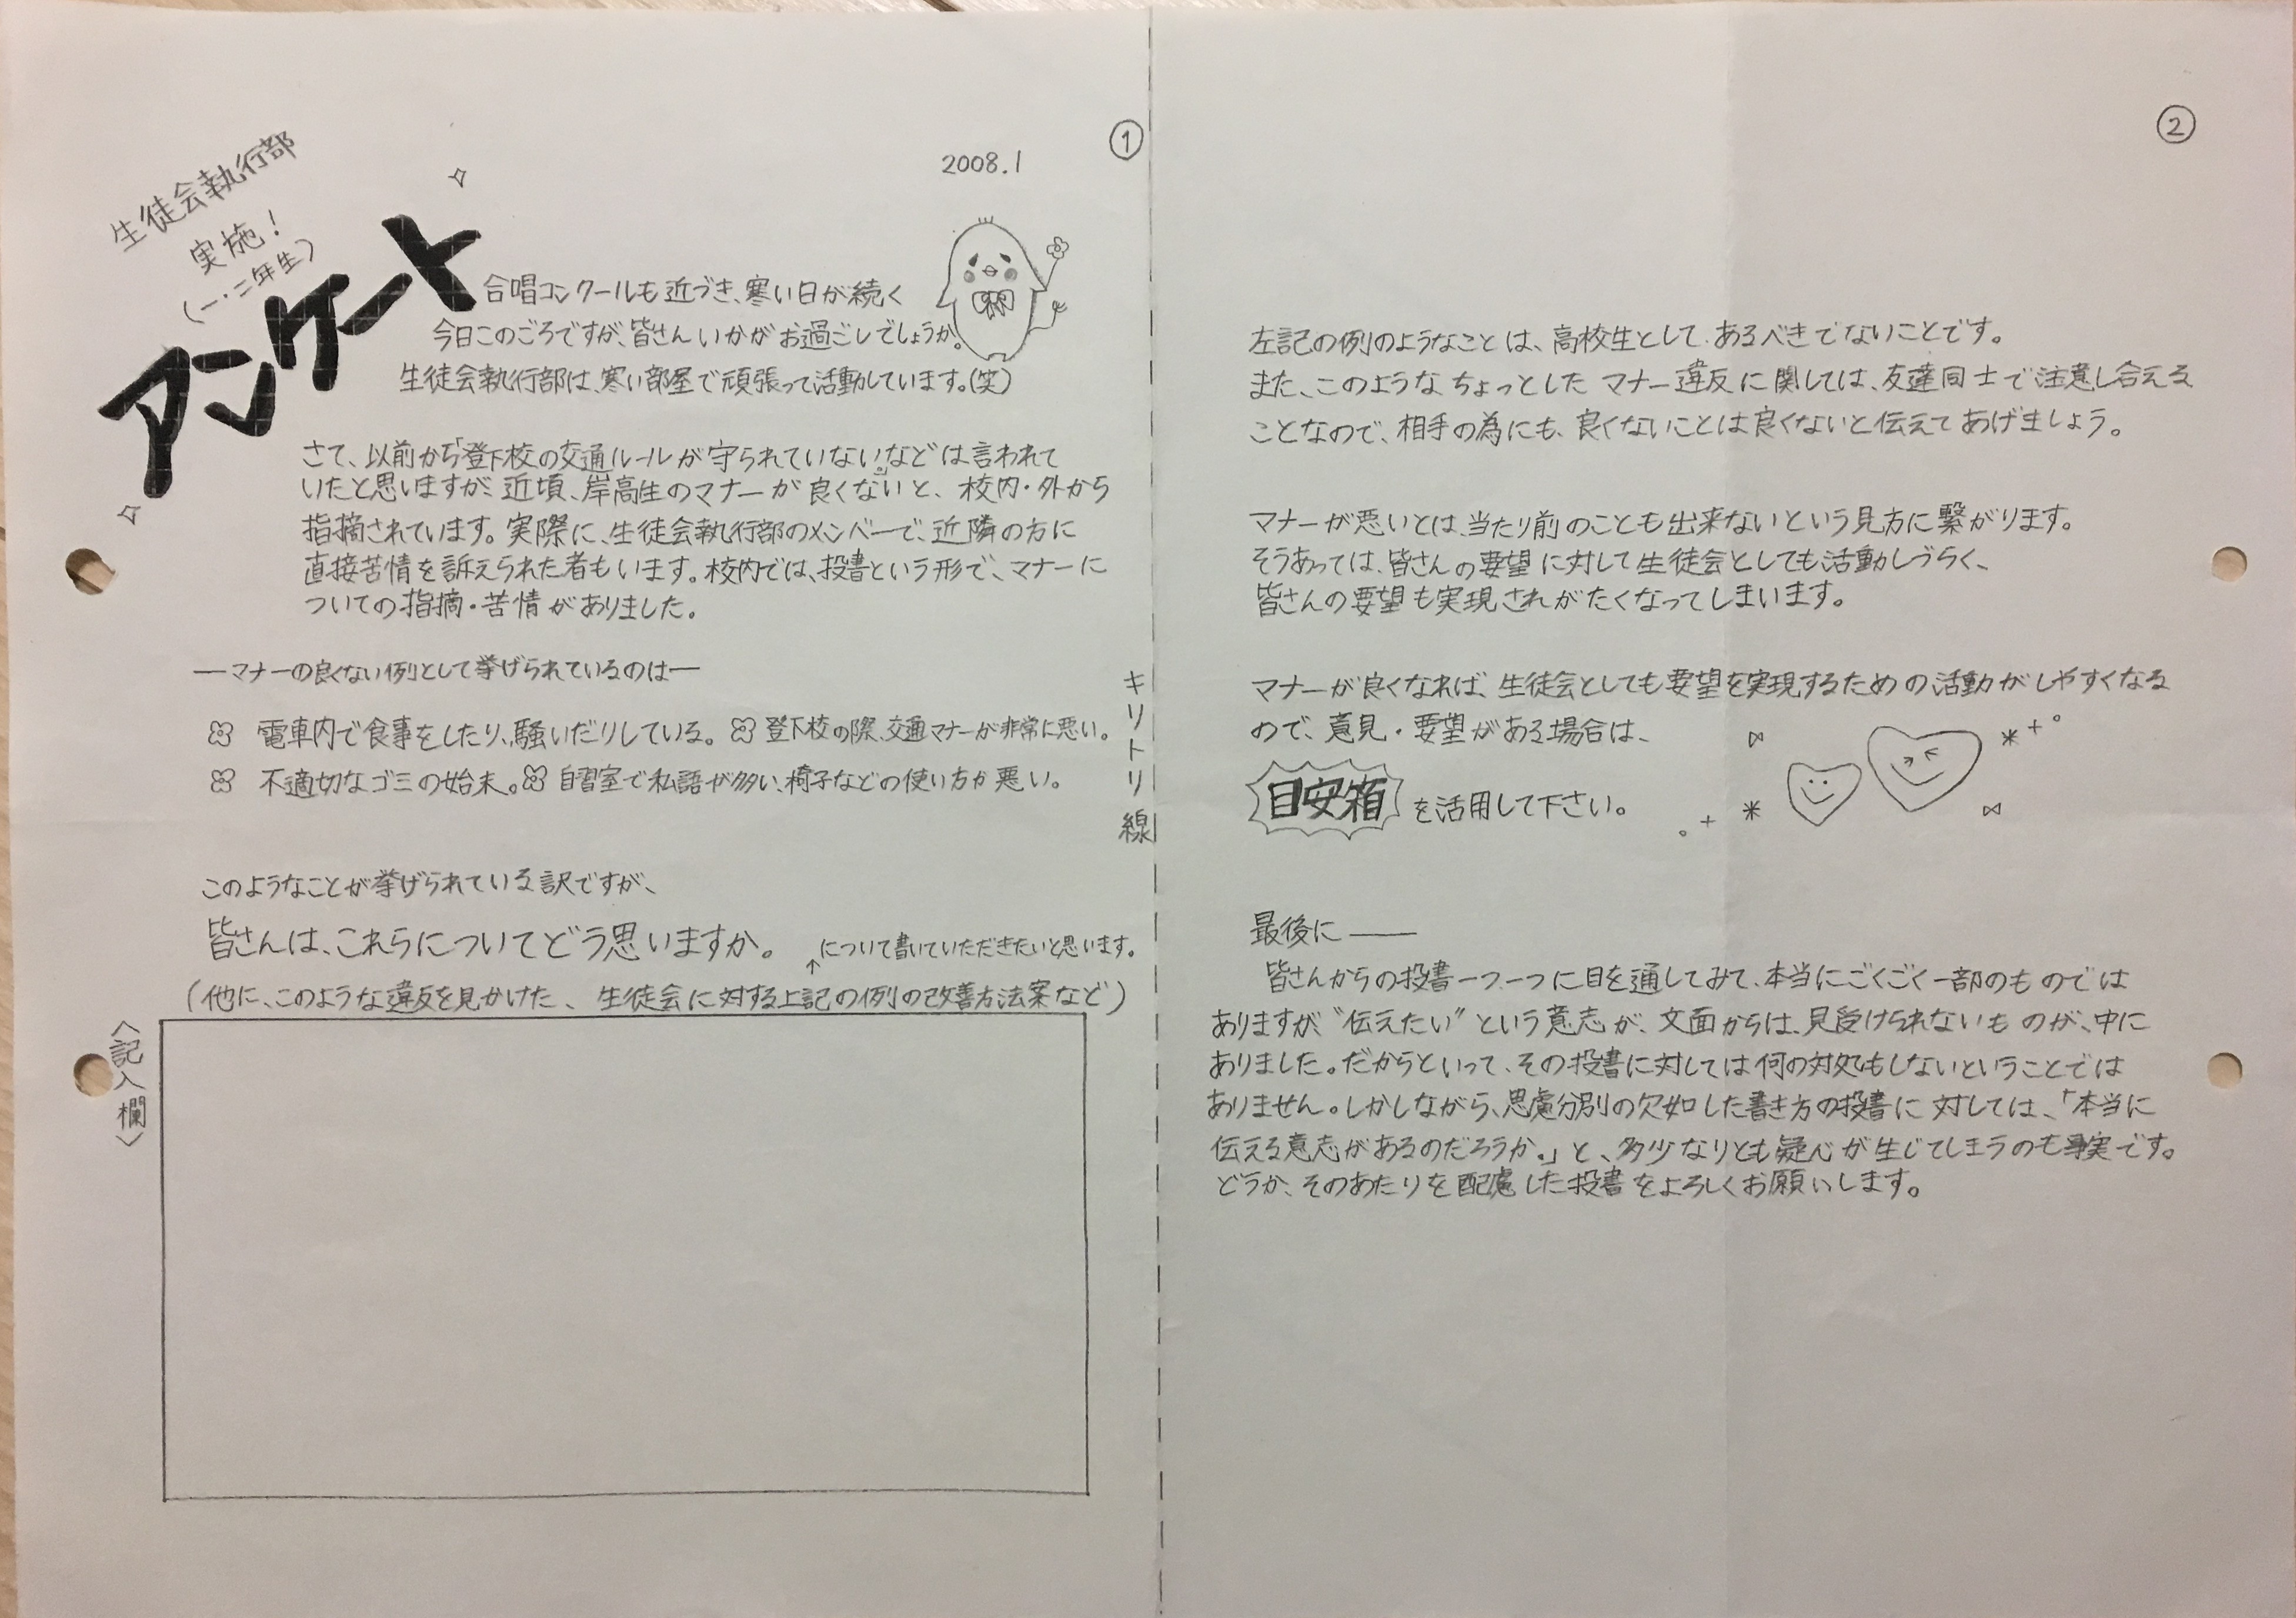 生徒会執行部
実施！
（一・二年生）
アンケート
2008.1
①
合唱コンクールも近づき、寒い日が続く
今日このごろですが、皆さんいかがお過ごしでしょうか。
生徒会執行部は、寒い部屋で頑張って活動しています。(笑)
さて、以前から「登下校の交通ルールが守られていない。」などは言われて
いたと思いますが、近頃、岸高生のマナーが良くないと、校内・外から
指摘されています。実際に、生徒会執行部のメンバーで、近隣の方に
直接苦情を訴えられた者もいます。校内では、投書という形で、マナーに
ついての指摘・苦情がありました。
―マナーの良くない例として挙げられているのは―
電車内で食事をしたり、騒いだりしている。 登下校の際、交通マナーが非常に悪い。
不適切なゴミの始末。 自習室で私語が多い、椅子などの使い方が悪い。
このようなことが挙げられている訳ですが、
皆さんは、これらについてどう思いますか。 ↑について書いていただきたいと思います。
(他に、このような違反を見かけた、生徒会に対する上記の例の改善方法案など)
〈記入欄〉
キリトリ線
②
左記の例のようなことは、高校生として、あるべきでないことです。
また、このようなちょっとしたマナー違反に関しては、友達同士で注意し合える
ことなので、相手の為にも、良くないことは良くないと伝えてあげましょう。
マナーが悪いとは、当たり前のことも出来ないという見方に繋がります。
そうあっては、皆さんの要望に対して生徒会としても活動しづらく、
皆さんの要望も実現されがたくなってしまいます。
マナーが良くなれば、生徒会としても要望を実現するための活動がしやすくなる
ので、意見・要望がある場合は、
目安箱を活用して下さい。
最後に――
皆さんからの投書一つ一つに目を通してみて、本当にごくごく一部のものでは
ありますが“伝えたい”という意志が、文面からは、見受けられないものが、中に
ありました。だからといって、その投書に対しては何の対処もしないということでは
ありません。しかしながら、思慮分別の欠如した書き方の投書に対しては、「本当に
伝える意志があるのだろうか。」と、多少なりとも疑心が生じてしまうのも事実です。
どうか、そのあたりを配慮した投書をよろしくお願いします。